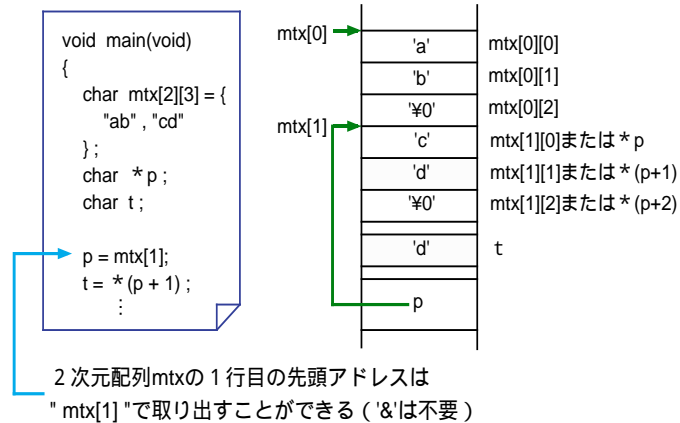 void main(void)
{
char mtx[2][3] = {
"ab" , "cd"
} ;
char *p ;
char t ;
p = mtx[1];
t = *(p + 1) ;
⋮
mtx[0]
mtx[1]
'a' mtx[0][0]
'b' mtx[0][1]
'¥0' mtx[0][2]
'c' mtx[1][0]または*p
'd' mtx[1][1]または*(p+1)
'¥0' mtx[1][2]または*(p+2)
'd' t
p
2次元配列mtxの1行目の先頭アドレスは
" mtx[1] "で取り出すことができる('&'は不要)